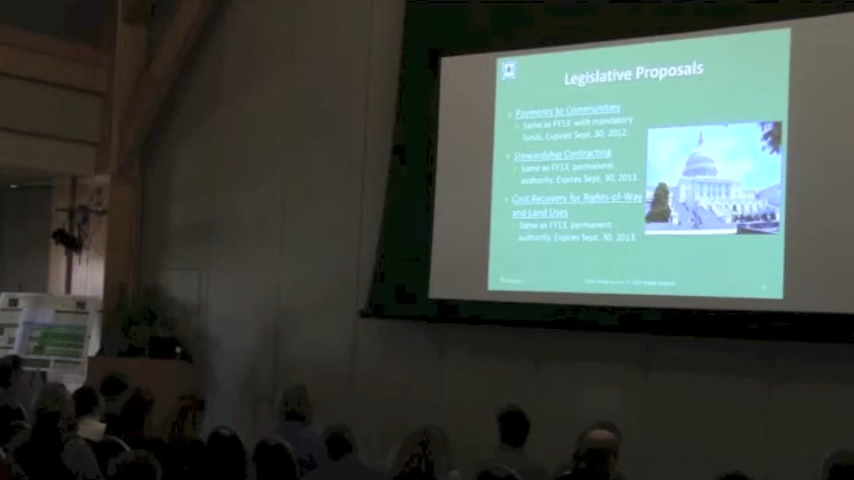 Legislative Proposals
Payments to Communities
Same as FY13; with mandatory
funds. Expired Sept. 30, 2012.
Stewardship Contracting
Same as FY13; permanent
authority. Expires Sept. 30, 2013.
Cost Recovery for Rights-of-Way
and Land Uses
Same as FY13, permanent
authority. Expires Sept. 30, 2013.